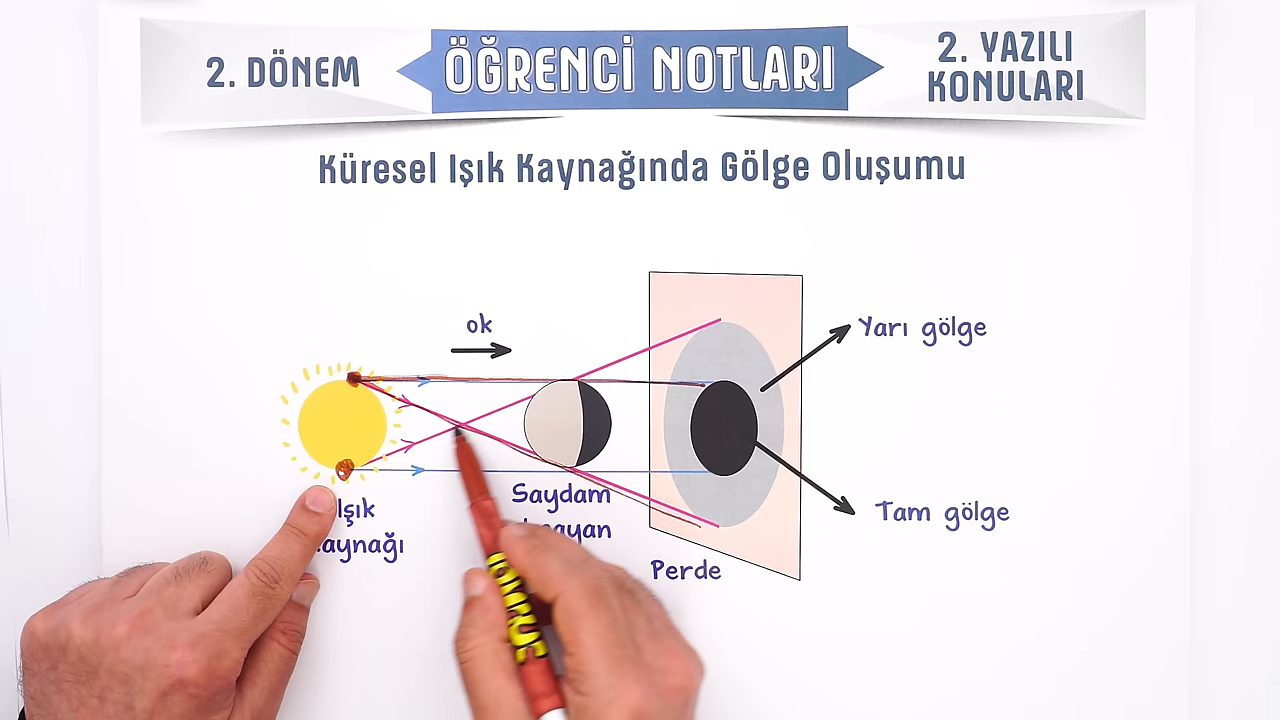 2. DÖNEM
ÖĞRENCİ NOTLARI
2. YAZILI
KONULARI
Küresel Işık Kaynağında Gölge Oluşumu
ok
Yarı gölge
Işık
Saydam
Tam gölge
Perde